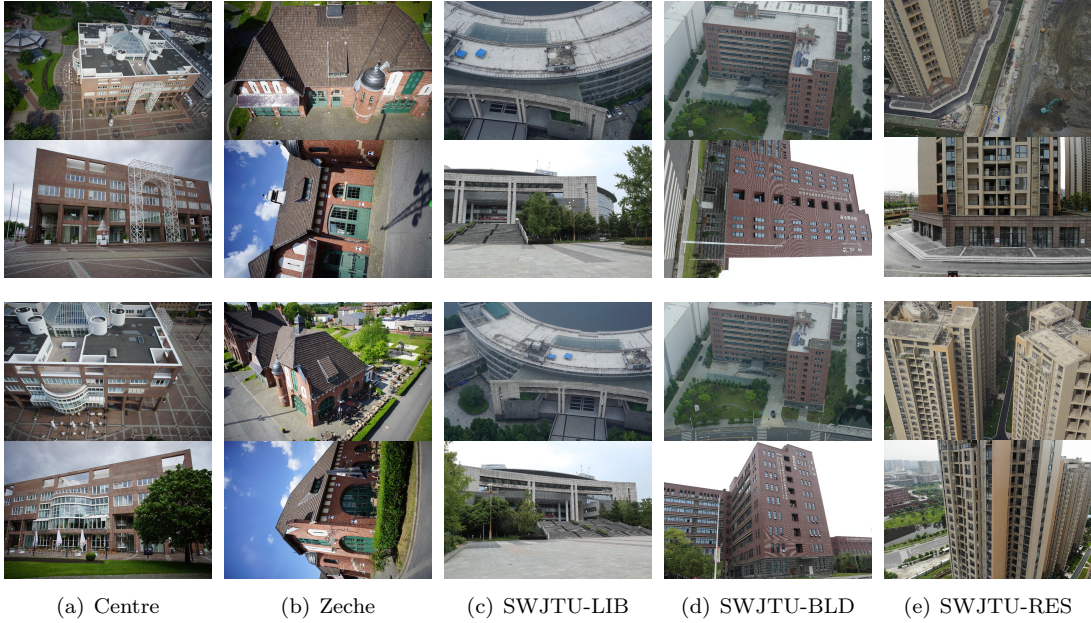 (a) Centre
(b) Zeche
(c) SWJTU-LIB
(d) SWJTU-BLD
(e) SWJTU-RES